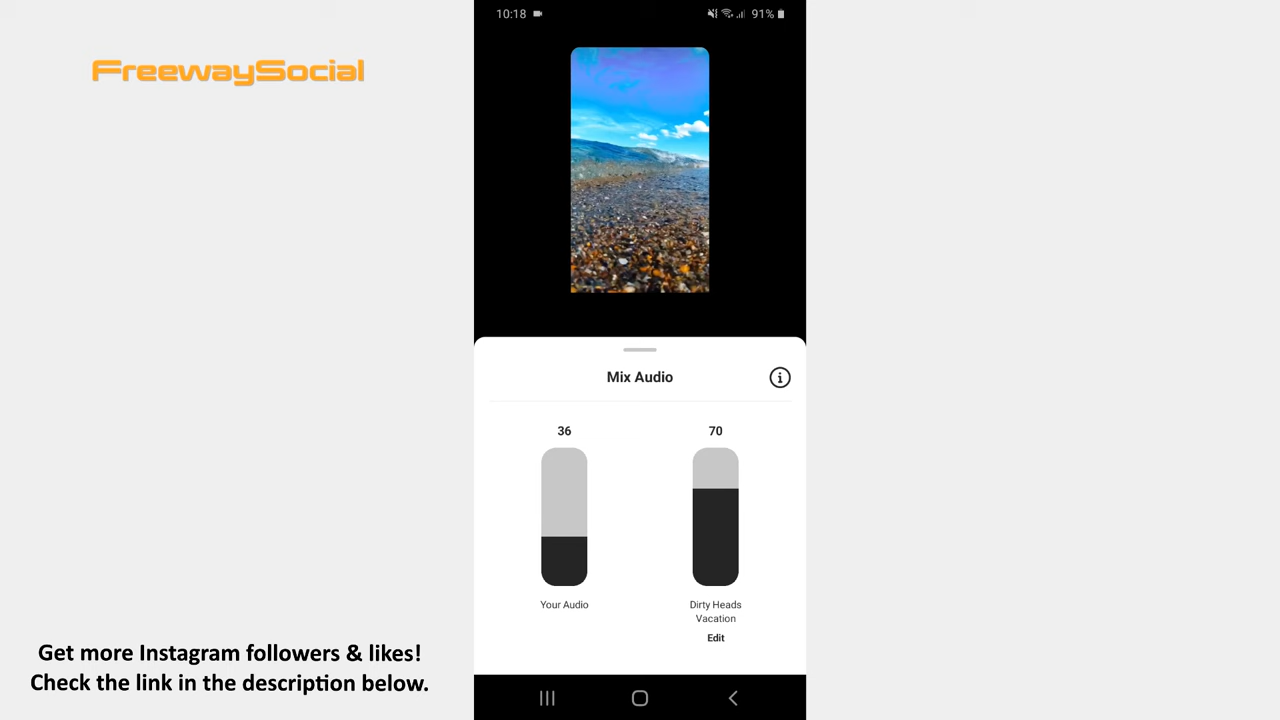 10:18
91%
FreewaySocial
Mix Audio
36
70
Your Audio
Dirty Heads
Vacation
Edit
Get more Instagram followers & likes!
Check the link in the description below.